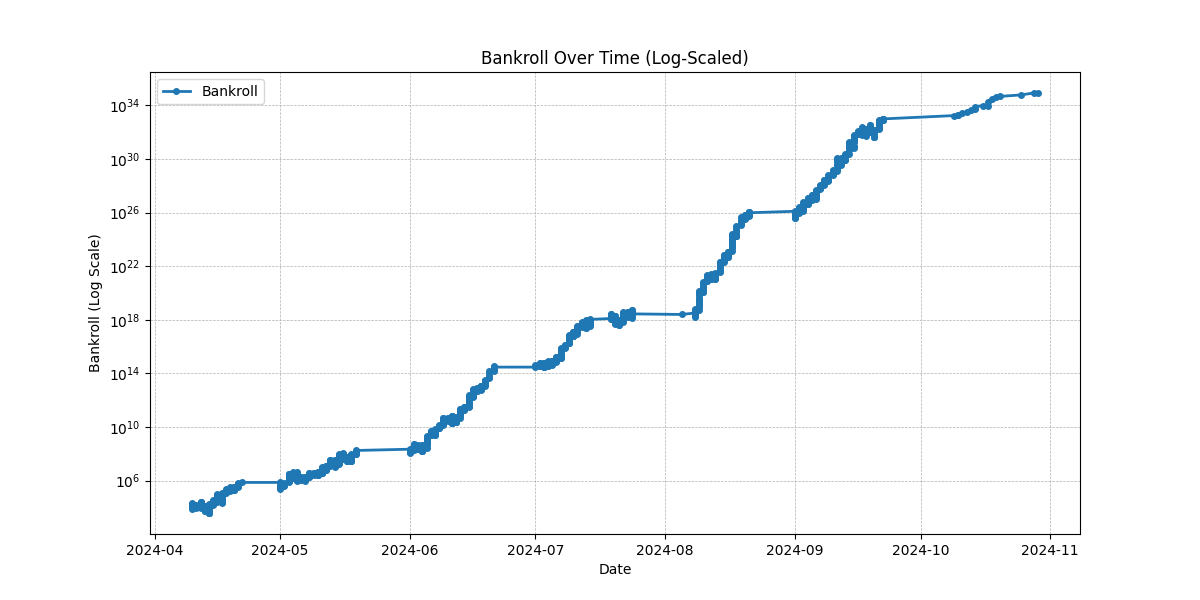 Bankroll Over Time (Log-Scaled)
Bankroll
10^34
10^30
10^26
10^22
10^18
10^14
10^10
10^6
Bankroll (Log Scale)
2024-04 2024-05 2024-06 2024-07 2024-08 2024-09 2024-10 2024-11
Date